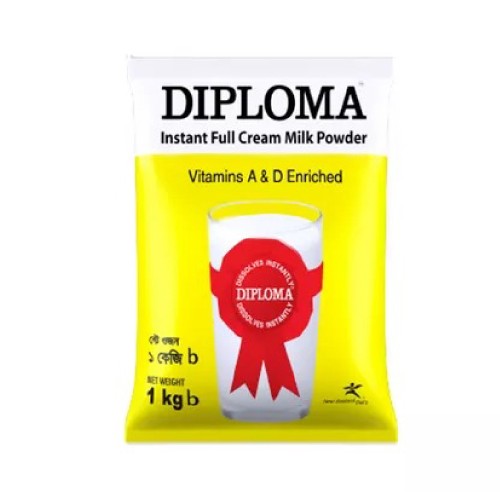 DIPLOMA
Instant Full Cream Milk Powder
Vitamins A & D Enriched
DISSOLVES INSTANTLY
DIPLOMA
DISSOLVES INSTANTLY
নেট ওজন
১ কেজি b
NET WEIGHT
1 kg b